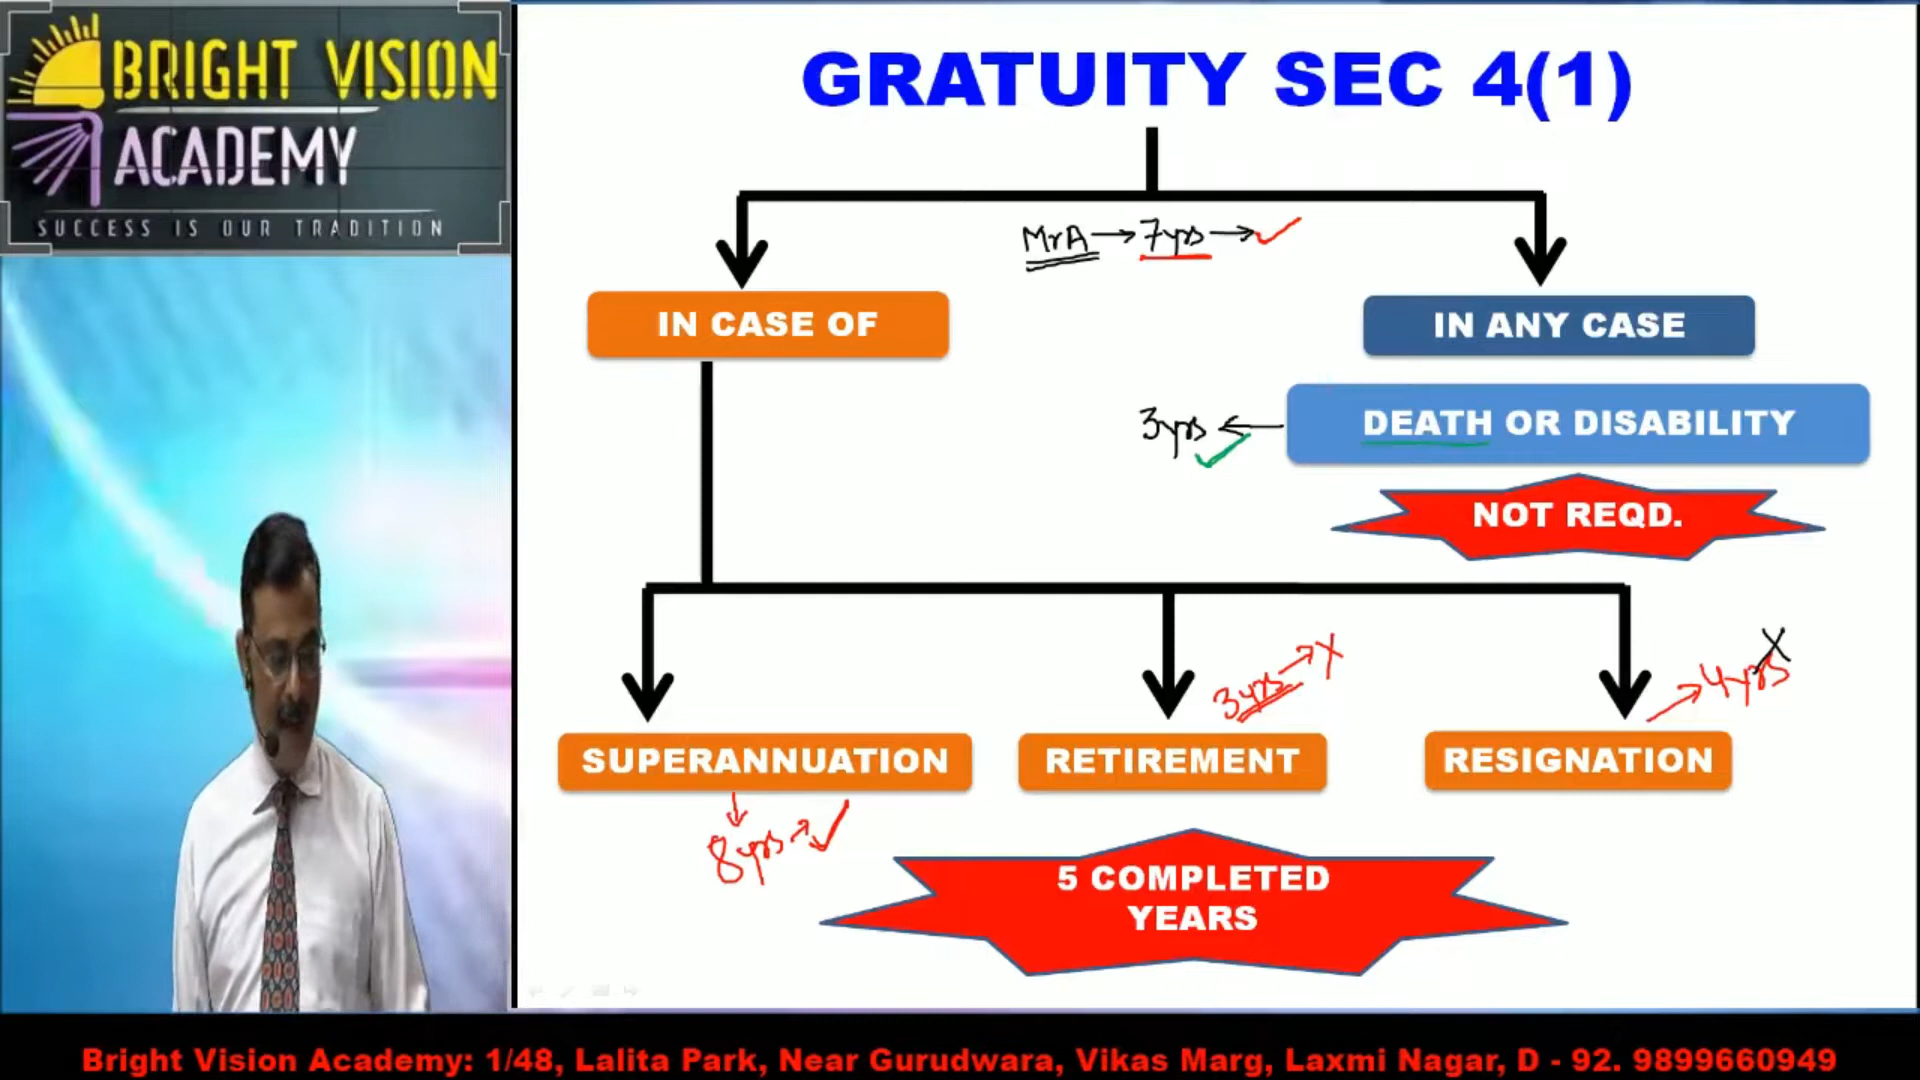 BRIGHT VISION
ACADEMY
SUCCESS IS OUR TRADITION
GRATUITY SEC 4(1)
Mr A → 7yrs → ✓
IN CASE OF
IN ANY CASE
3yrs ← ✓
DEATH OR DISABILITY
NOT REQD.
3yrs → X
→ 4yrs X
SUPERANNUATION
RETIREMENT
RESIGNATION
8yrs → ✓
5 COMPLETED
YEARS
Bright Vision Academy: 1/48, Lalita Park, Near Gurudwara, Vikas Marg, Laxmi Nagar, D - 92. 9899660949